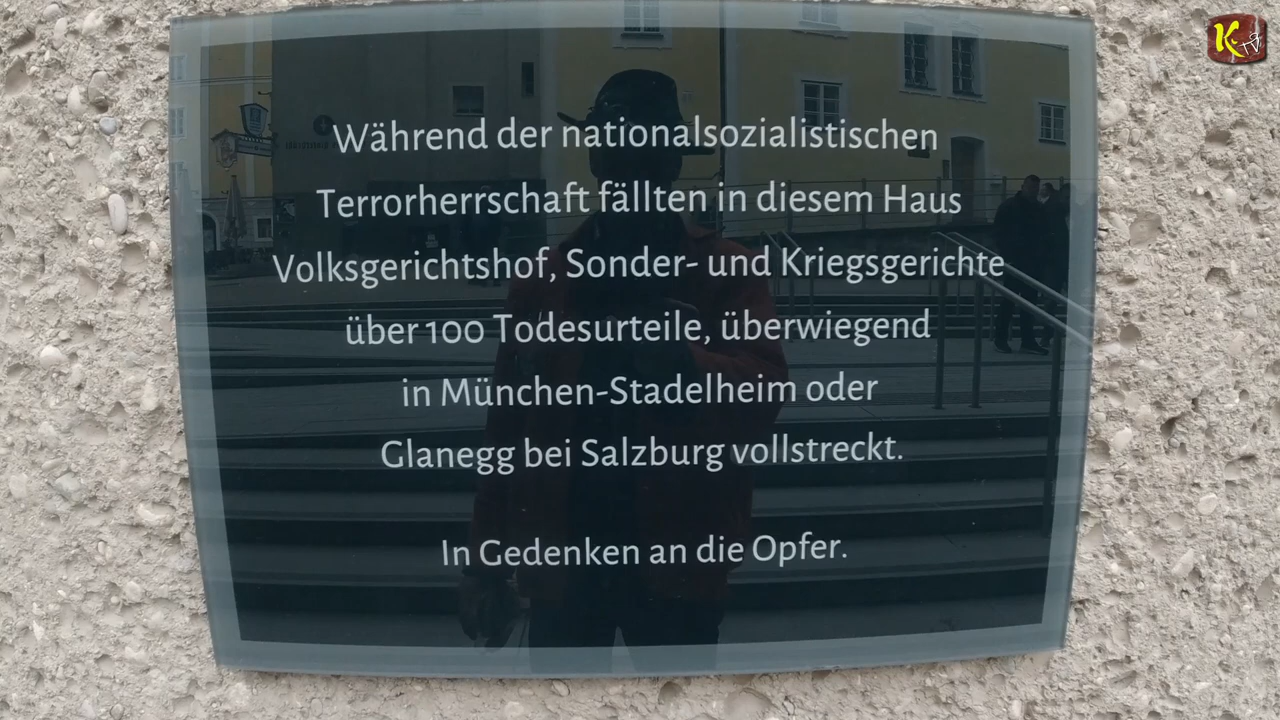 Während der nationalsozialistischen
Terrorherrschaft fällten in diesem Haus
Volksgerichtshof, Sonder- und Kriegsgerichte
über 100 Todesurteile, überwiegend
in München-Stadelheim oder
Glanegg bei Salzburg vollstreckt.
In Gedenken an die Opfer.